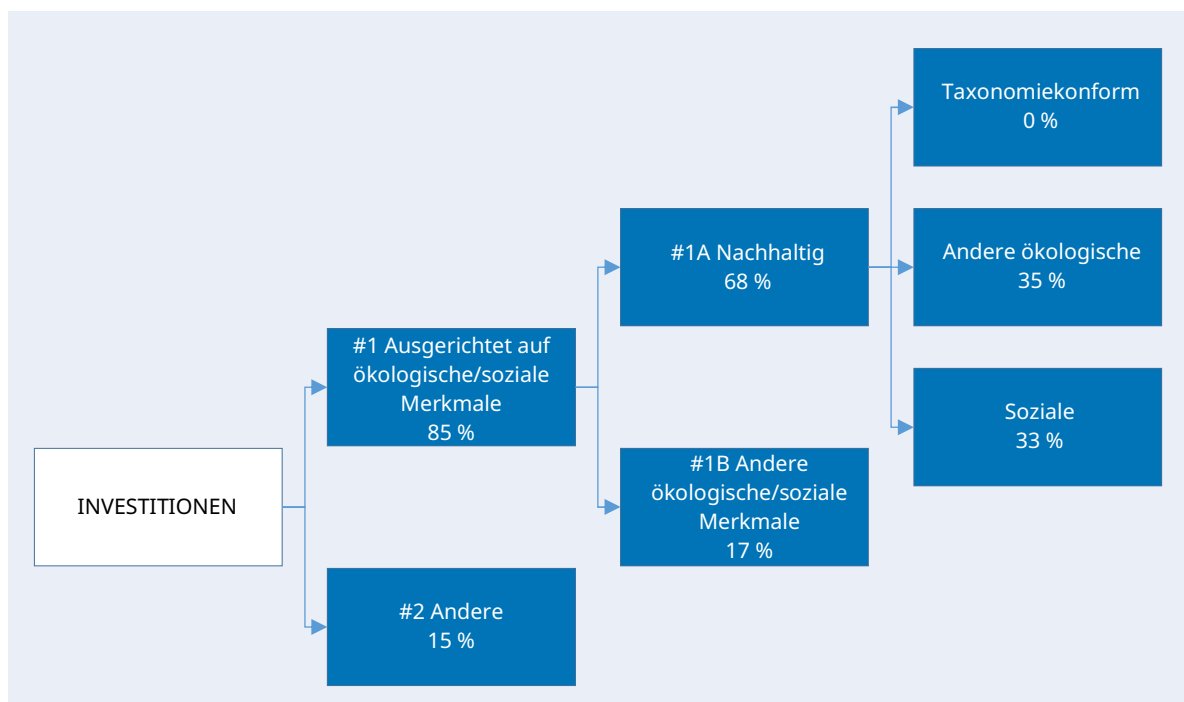 Taxonomiekonform
0 %
#1A Nachhaltig
68 %
Andere ökologische
35 %
#1 Ausgerichtet auf
ökologische/soziale
Merkmale
85 %
Soziale
33 %
INVESTITIONEN
#1B Andere
ökologische/soziale
Merkmale
17 %
#2 Andere
15 %